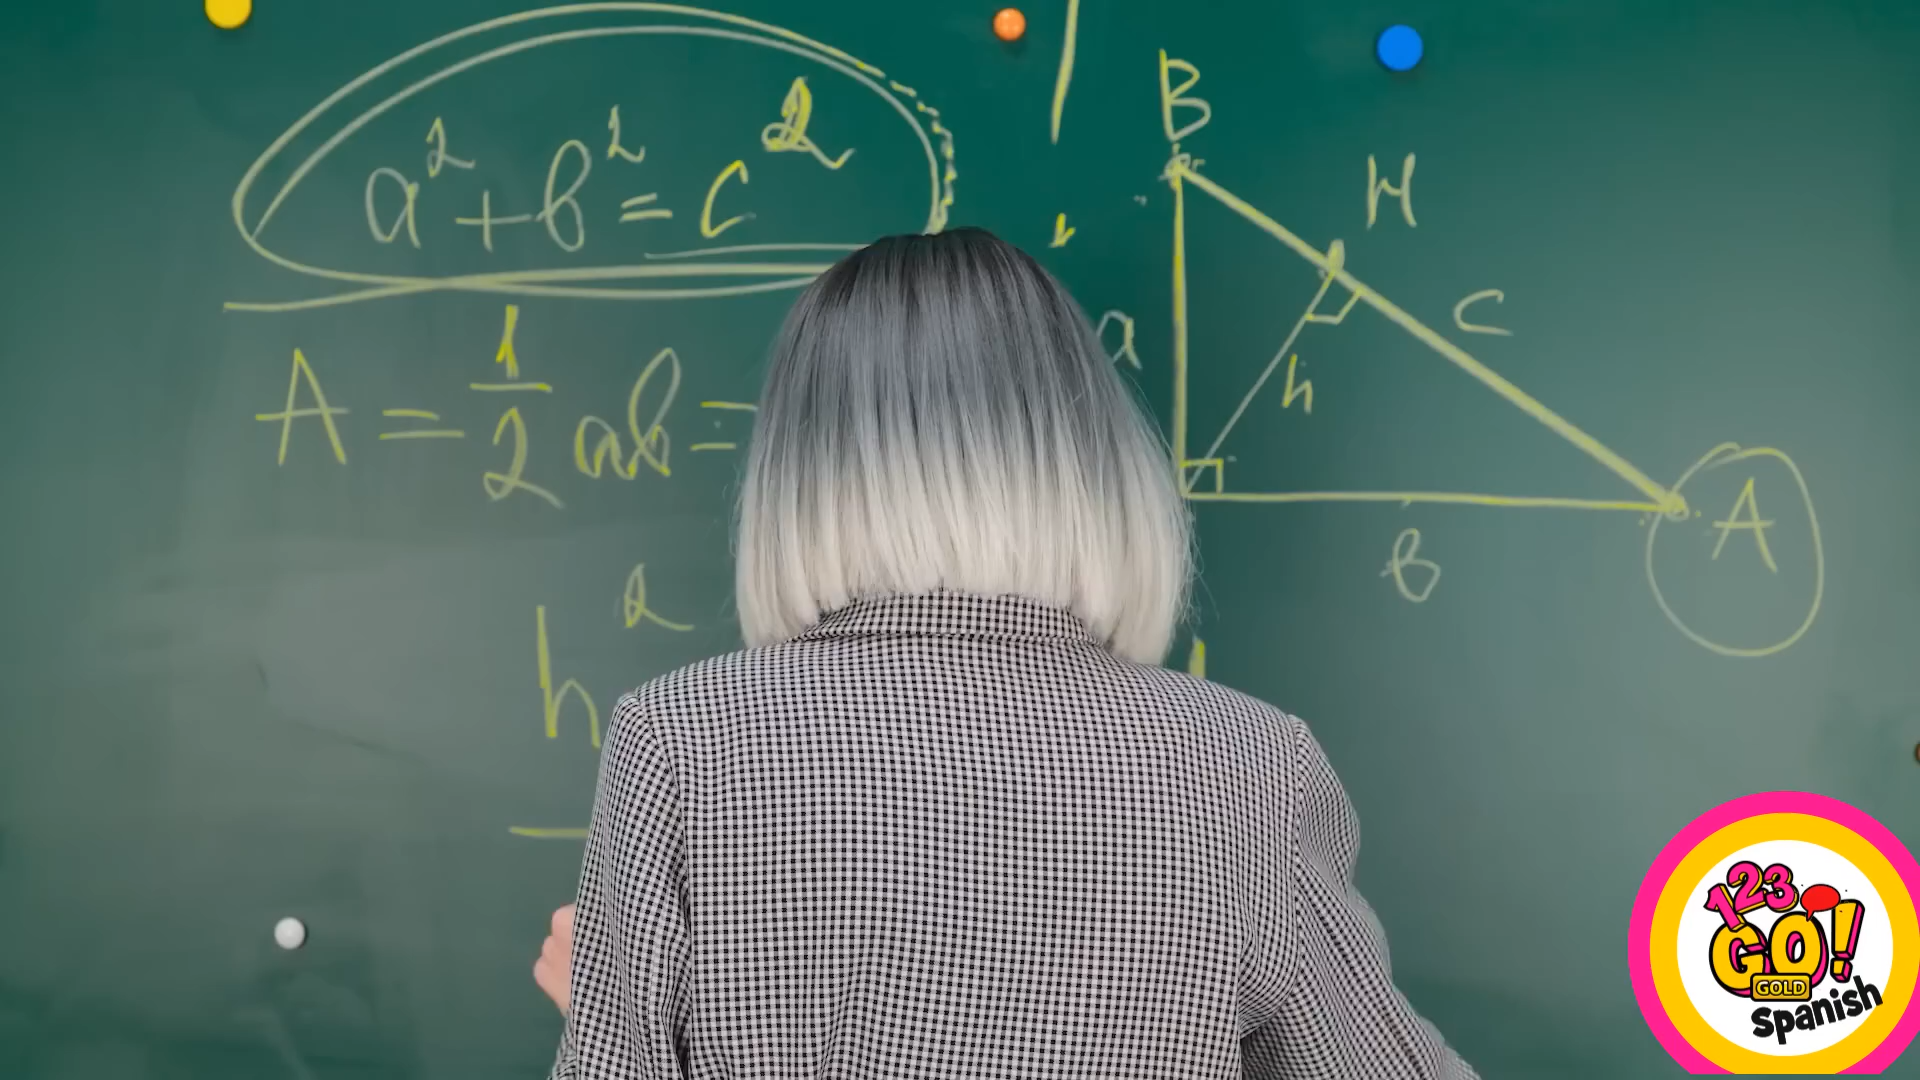 a² + b² = c²
A = 1/2 ab =
h²
B
H
a
c
h
b
A
123
GO!
GOLD
Spanish